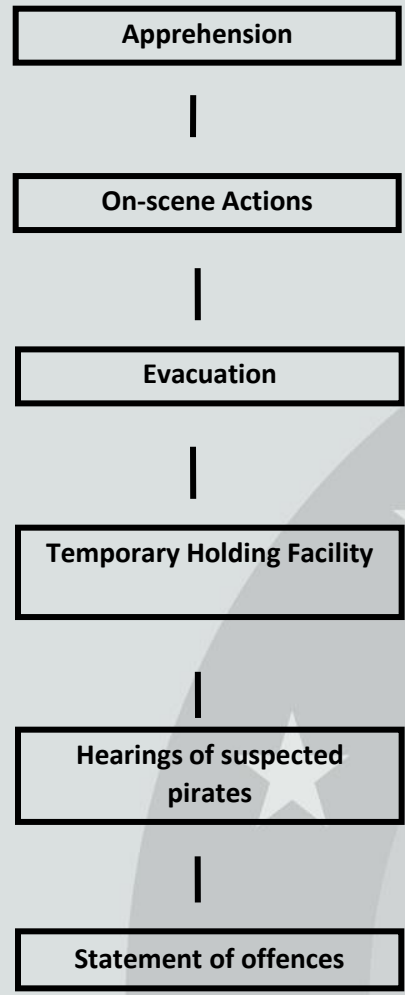 Apprehension
On-scene Actions
Evacuation
Temporary Holding Facility
Hearings of suspected
pirates
Statement of offences